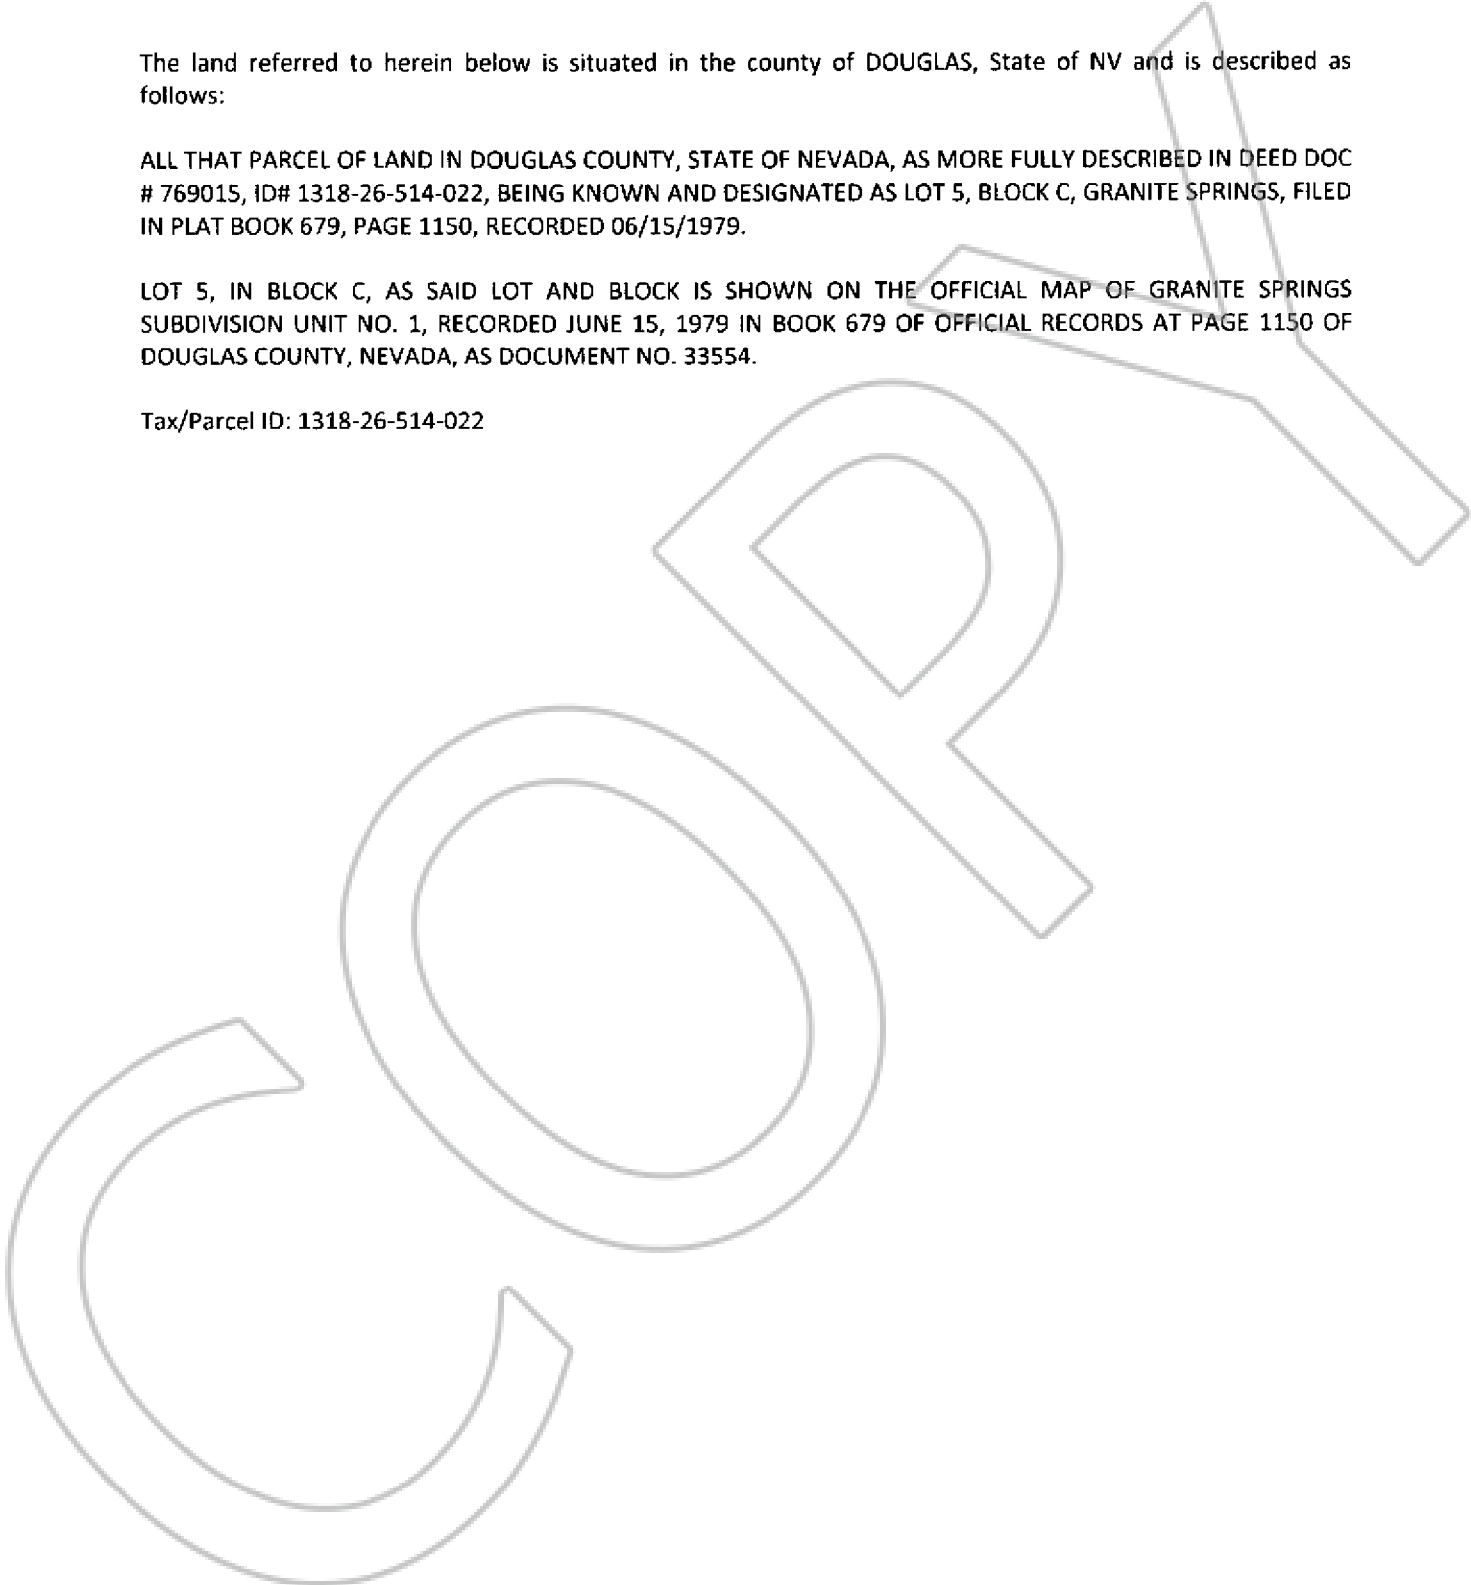 The land referred to herein below is situated in the county of DOUGLAS, State of NV and is described as
follows:
ALL THAT PARCEL OF LAND IN DOUGLAS COUNTY, STATE OF NEVADA, AS MORE FULLY DESCRIBED IN DEED DOC
# 769015, ID# 1318-26-514-022, BEING KNOWN AND DESIGNATED AS LOT 5, BLOCK C, GRANITE SPRINGS, FILED
IN PLAT BOOK 679, PAGE 1150, RECORDED 06/15/1979.
LOT 5, IN BLOCK C, AS SAID LOT AND BLOCK IS SHOWN ON THE OFFICIAL MAP OF GRANITE SPRINGS
SUBDIVISION UNIT NO. 1, RECORDED JUNE 15, 1979 IN BOOK 679 OF OFFICIAL RECORDS AT PAGE 1150 OF
DOUGLAS COUNTY, NEVADA, AS DOCUMENT NO. 33554.
Tax/Parcel ID: 1318-26-514-022
COPY